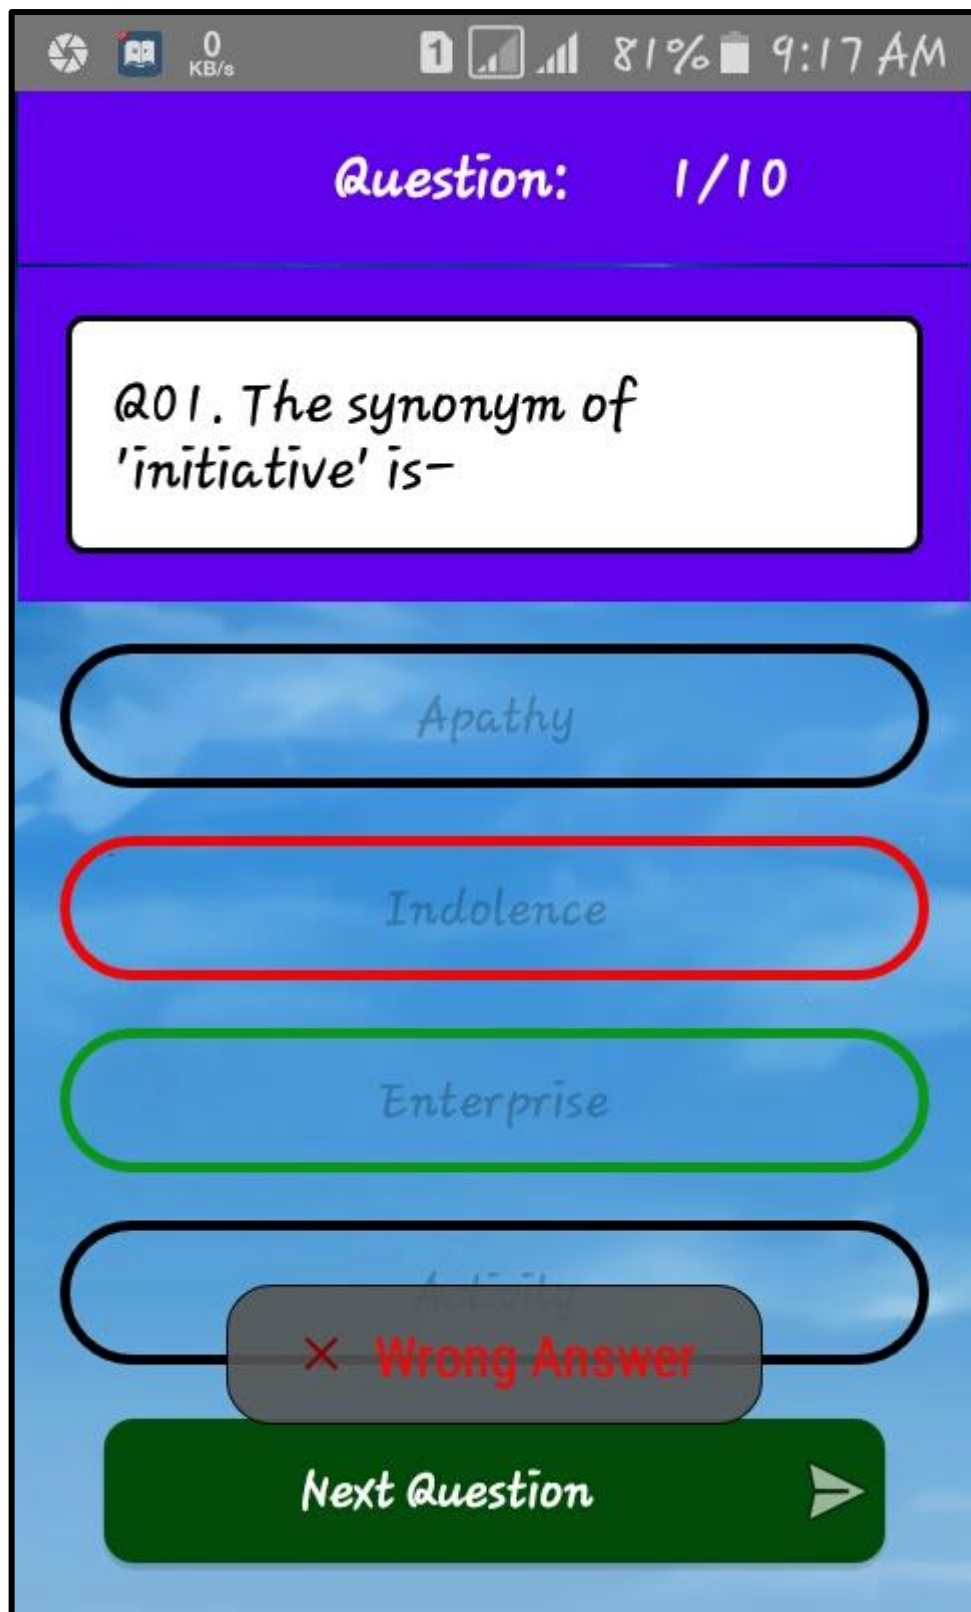 0
KB/s
1
81% 9:17 AM
Question: 1/10
Q01. The synonym of
'initiative' is-
Apathy
Indolence
Enterprise
Activity
× Wrong Answer
Next Question